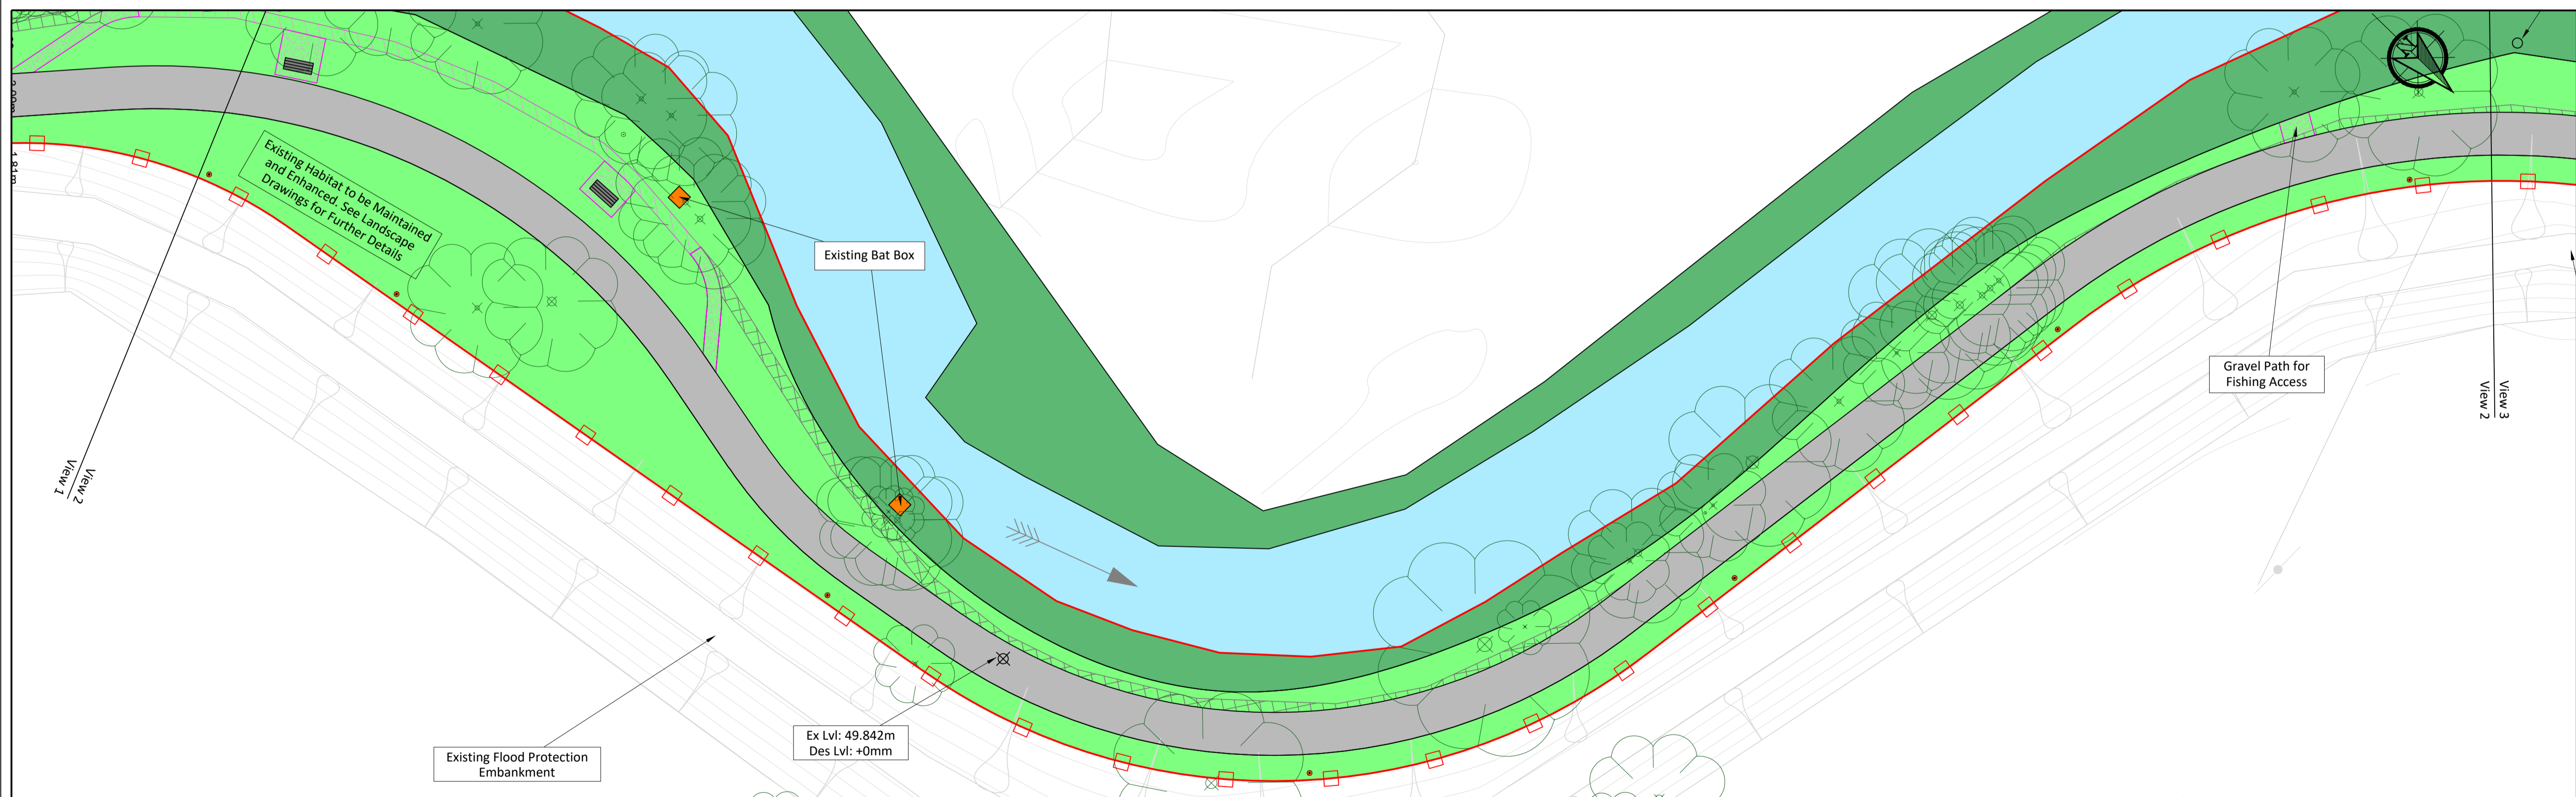 Existing Habitat to be Maintained
and Enhanced. See Landscape
Drawings for Further Details
Existing Bat Box
Gravel Path for
Fishing Access
View 3
View 2
View 2
View 1
Ex Lvl: 49.842m
Des Lvl: +0mm
Existing Flood Protection
Embankment
N